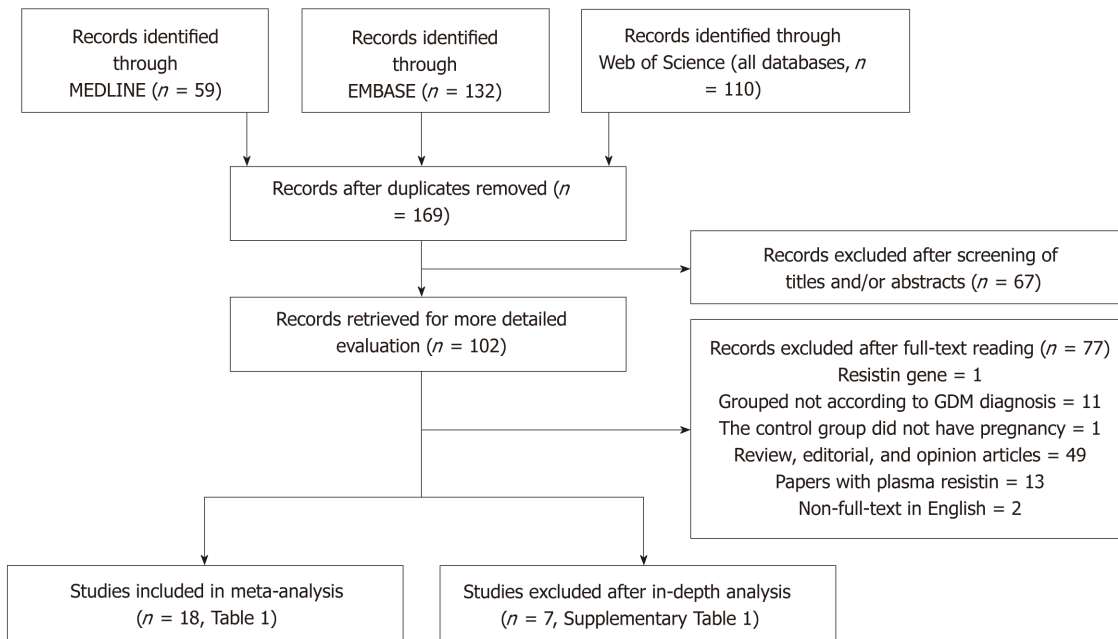 Records identified
through
MEDLINE (n = 59)
Records identified
through
EMBASE (n = 132)
Records identified through
Web of Science (all databases, n
= 110)
Records after duplicates removed (n
= 169)
Records excluded after screening of
titles and/or abstracts (n = 67)
Records retrieved for more detailed
evaluation (n = 102)
Records excluded after full-text reading (n = 77)
Resistin gene = 1
Grouped not according to GDM diagnosis = 11
The control group did not have pregnancy = 1
Review, editorial, and opinion articles = 49
Papers with plasma resistin = 13
Non-full-text in English = 2
Studies included in meta-analysis
(n = 18, Table 1)
Studies excluded after in-depth analysis
(n = 7, Supplementary Table 1)